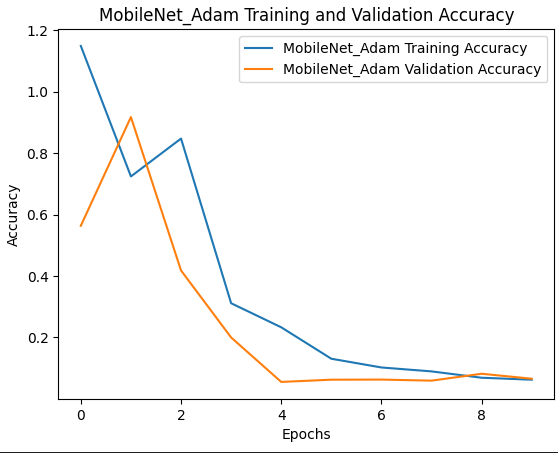 MobileNet_Adam Training and Validation Accuracy
MobileNet_Adam Training Accuracy
MobileNet_Adam Validation Accuracy
1.2
1.0
0.8
0.6
0.4
0.2
Accuracy
0 2 4 6 8
Epochs